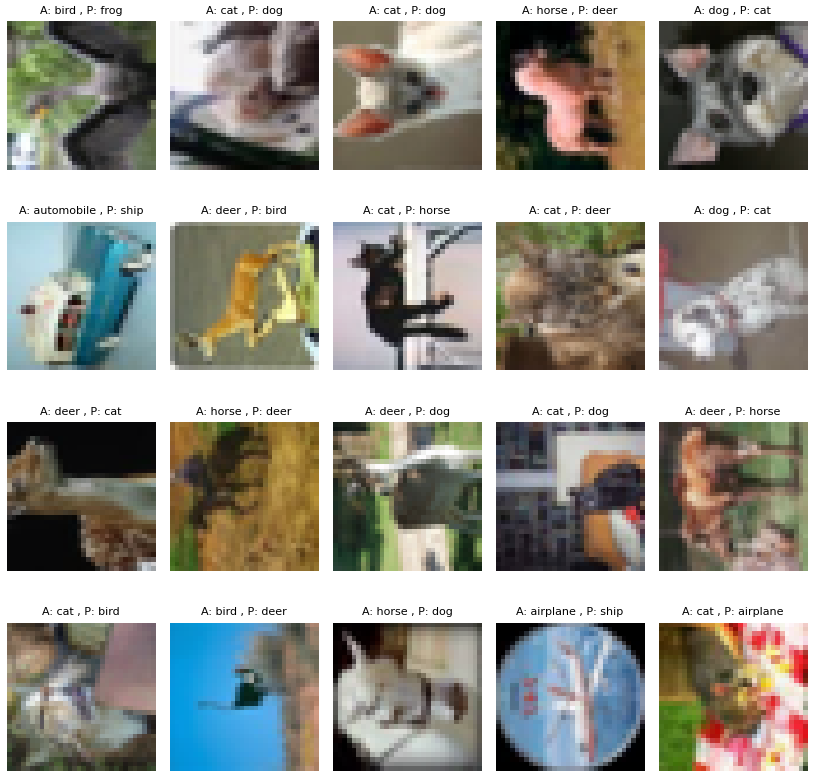 A: bird , P: frog
A: cat , P: dog
A: cat , P: dog
A: horse , P: deer
A: dog , P: cat
A: automobile , P: ship
A: deer , P: bird
A: cat , P: horse
A: cat , P: deer
A: dog , P: cat
A: deer , P: cat
A: horse , P: deer
A: deer , P: dog
A: cat , P: dog
A: deer , P: horse
A: cat , P: bird
A: bird , P: deer
A: horse , P: dog
A: airplane , P: ship
A: cat , P: airplane